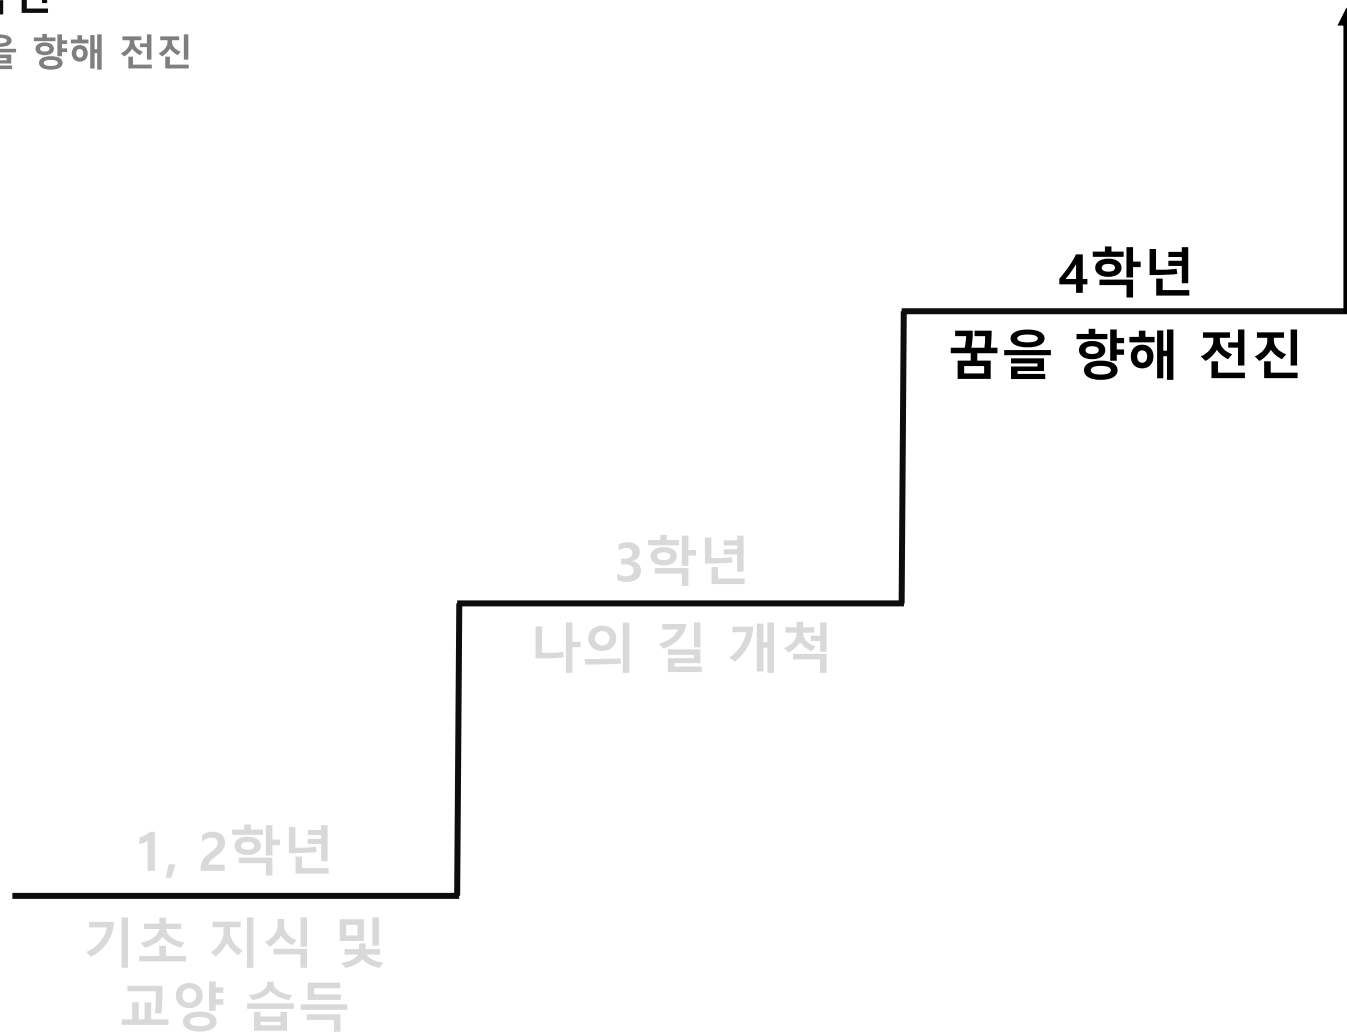 향해 전진
4학년
꿈을 향해 전진
3학년
나의 길 개척
1, 2학년
기초 지식 및
교양 습득